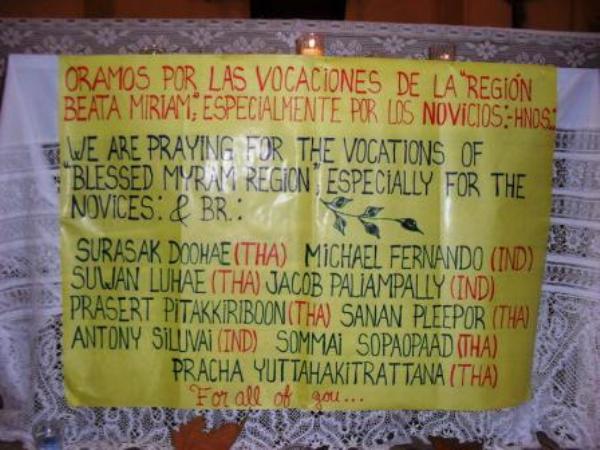 ORAMOS POR LAS VOCACIONES DE LA "REGIÓN
BEATA MIRIAM", ESPECIALMENTE POR LOS NOViCIOS:-HNOS.:
WE ARE PRAYING FOR THE VOCATIONS OF
"BLESSED MYRAM REGION", ESPECIALLY FOR THE
NOVICES: & BR.:
SURASAK DOOHAE (THA) MiCHAEL FERNANDO (IND)
SUWAN LUHAE (THA) JACOB PALIAMPALLY (IND)
PRASERT PiTAKKIRIBOON (THA) SANAN PLEEPOR (THA)
ANTONY SiLUVAi (IND) SOMMAi SOPAOPAAD (THA)
PRACHA YUTTAHAKITRATTANA (THA)
For all of you...